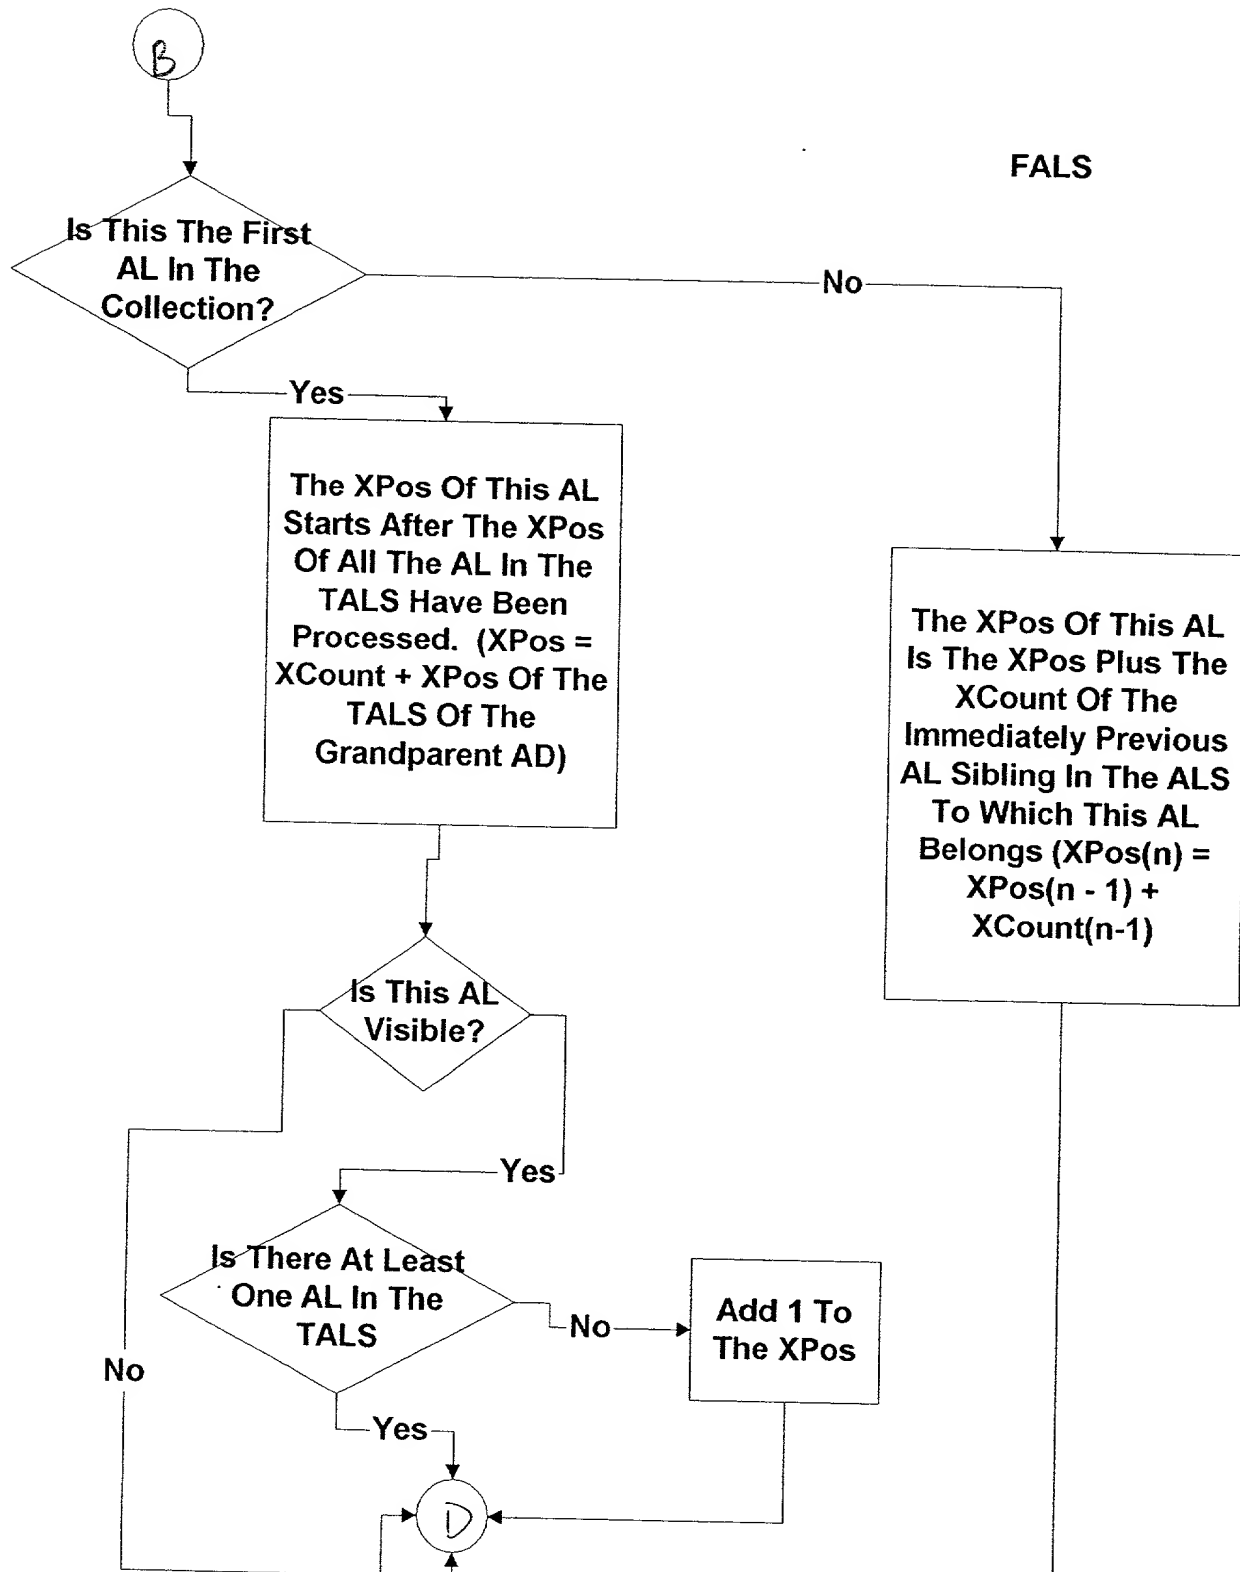 B
FALS
Is This The First
AL In The
Collection?
No
Yes
The XPos Of This AL
Starts After The XPos
Of All The AL In The
TALS Have Been
Processed. (XPos =
XCount + XPos Of The
TALS Of The
Grandparent AD)
The XPos Of This AL
Is The XPos Plus The
XCount Of The
Immediately Previous
AL Sibling In The ALS
To Which This AL
Belongs (XPos(n) =
XPos(n - 1) +
XCount(n-1)
Is This AL
Visible?
Yes
Is There At Least
One AL In The
TALS
No
Add 1 To
The XPos
No
Yes
D